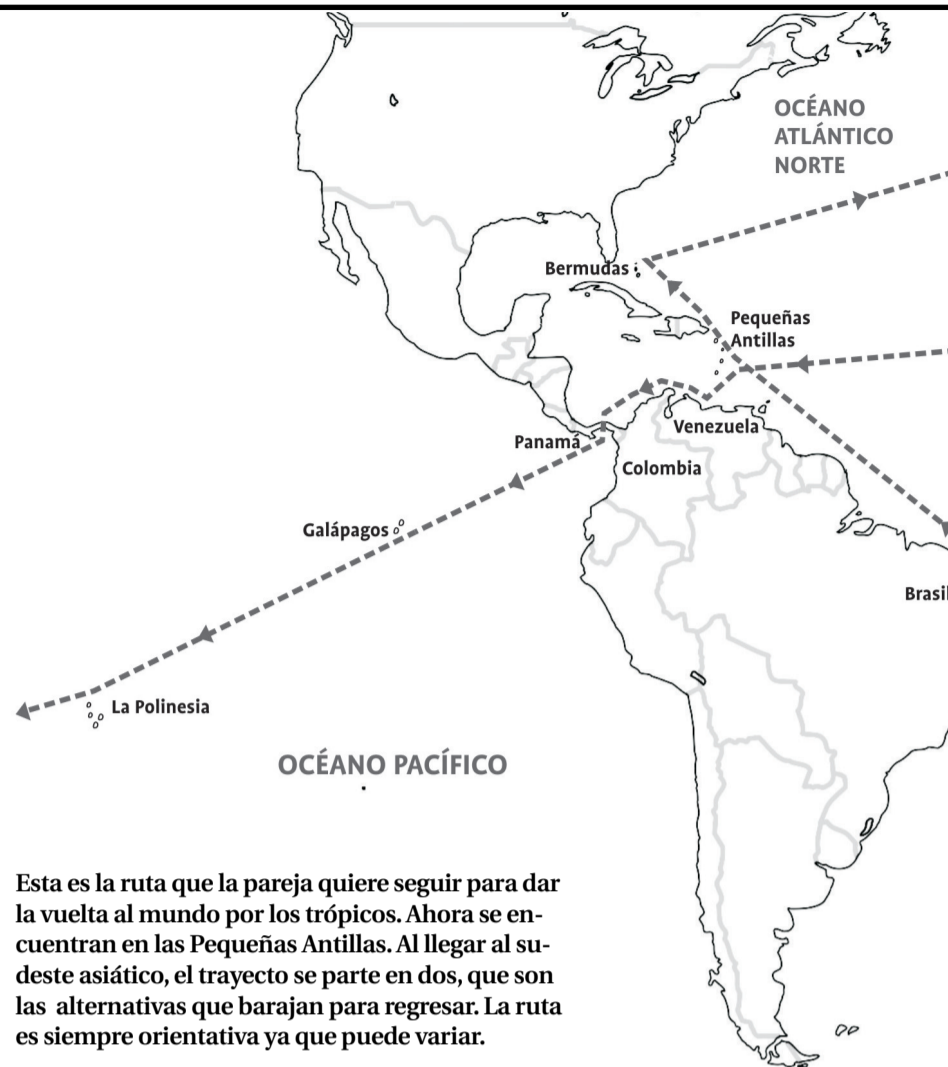 OCÉANO
ATLÁNTICO
NORTE
Bermudas
Pequeñas
Antillas
Venezuela
Panamá
Colombia
Galápagos
Brasil
La Polinesia
OCÉANO PACÍFICO
Esta es la ruta que la pareja quiere seguir para dar
la vuelta al mundo por los trópicos. Ahora se en-
cuentran en las Pequeñas Antillas. Al llegar al su-
deste asiático, el trayecto se parte en dos, que son
las alternativas que barajan para regresar. La ruta
es siempre orientativa ya que puede variar.